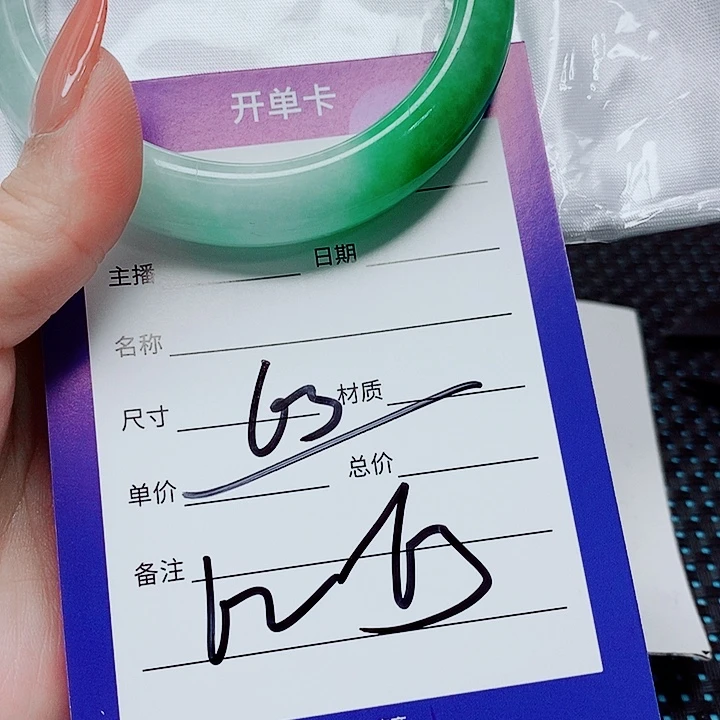 开单卡
主播 日期
名称
尺寸 63 材质
单价 总价
备注